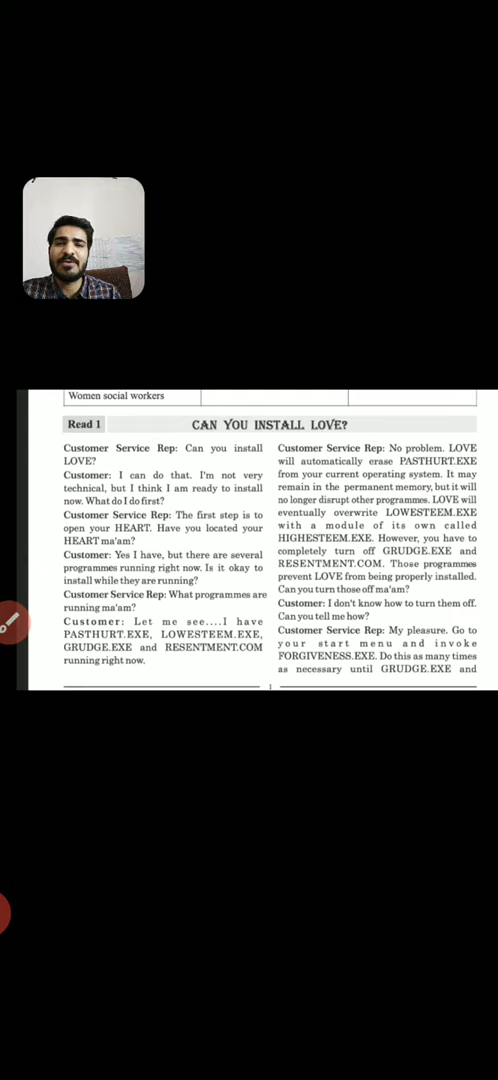 Women social workers
Read 1
CAN YOU INSTALL LOVE?
Customer Service Rep: Can you install
LOVE?
Customer: I can do that. I'm not very
technical, but I think I am ready to install
now. What do I do first?
Customer Service Rep: The first step is to
open your HEART. Have you located your
HEART ma'am?
Customer: Yes I have, but there are several
programmes running right now. Is it okay to
install while they are running?
Customer Service Rep: What programmes are
running ma'am?
Customer: Let me see....I have
PASTHURT.EXE, LOWESTEEM.EXE,
GRUDGE.EXE and RESENTMENT.COM
running right now.
Customer Service Rep: No problem. LOVE
will automatically erase PASTHURT.EXE
from your current operating system. It may
remain in the permanent memory, but it will
no longer disrupt other programmes. LOVE will
eventually overwrite LOWESTEEM.EXE
with a module of its own called
HIGHESTEEM.EXE. However, you have to
completely turn off GRUDGE.EXE and
RESENTMENT.COM. Those programmes
prevent LOVE from being properly installed.
Can you turn those off ma'am?
Customer: I don't know how to turn them off.
Can you tell me how?
Customer Service Rep: My pleasure. Go to
your start menu and invoke
FORGIVENESS.EXE. Do this as many times
as necessary until GRUDGE.EXE and
1